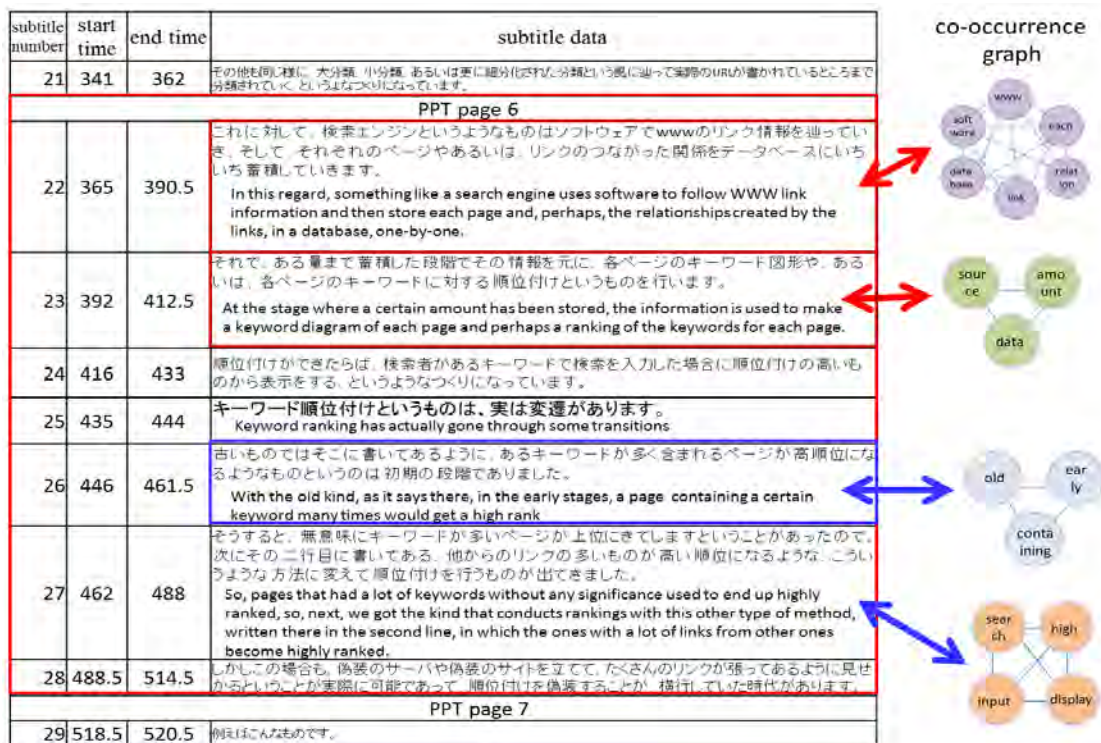 subtitle number
start time
end time
subtitle data
co-occurrence graph
21 341 362
その他も同じ様に、大分類、小分類、あるいは更に細分化された分類という風に辿って実際のURLが書かれているところまで
分類されていく、というようなつくりになっています。
PPT page 6
22 365 390.5
これに対して、検索エンジンというようなものはソフトウェアでwwwのリンク情報を辿ってい
き、そして、それぞれのページやあるいは、リンクのつながった関係をデータベースにいち
いち蓄積していきます。
In this regard, something like a search engine uses software to follow WWW link
information and then store each page and, perhaps, the relationships created by the
links, in a database, one-by-one.
23 392 412.5
それで、ある量まで蓄積した段階でその情報を元に、各ページのキーワード図形や、ある
いは、各ページのキーワードに対する順位付けというものを行います。
At the stage where a certain amount has been stored, the information is used to make
a keyword diagram of each page and perhaps a ranking of the keywords for each page.
24 416 433
順位付けができたらば、検索者があるキーワードで検索を入力した場合に順位付けの高いも
のから表示をする、というようなつくりになっています。
25 435 444
キーワード順位付けというものは、実は変遷があります。
Keyword ranking has actually gone through some transitions
26 446 461.5
古いものではそこに書いてあるように、あるキーワードが多く含まれるページが高順位にな
るようなものというのは初期の段階でありました。
With the old kind, as it says there, in the early stages, a page containing a certain
keyword many times would get a high rank
27 462 488
そうすると、無意味にキーワードが多いページが上位にきてしますということがあったので、
次にその二行目に書いてある、他からのリンクの多いものが高い順位になるような、こうい
うような方法に変えて順位付けを行うものが出てきました。
So, pages that had a lot of keywords without any significance used to end up highly
ranked, so, next, we got the kind that conducts rankings with this other type of method,
written there in the second line, in which the ones with a lot of links from other ones
become highly ranked.
28 488.5 514.5
しかしこの場合も、偽装のサーバや偽装のサイトを立てて、たくさんのリンクが張ってあるように見せ
かるということが実際に可能であって、順位付けを偽装することが、横行していた時代があります。
PPT page 7
29 518.5 520.5
例えばこんなものです。
www
soft ware
each
data base
relat ion
link
sour ce
amo unt
data
old
ear ly
conta ining
sear ch
high
input
display